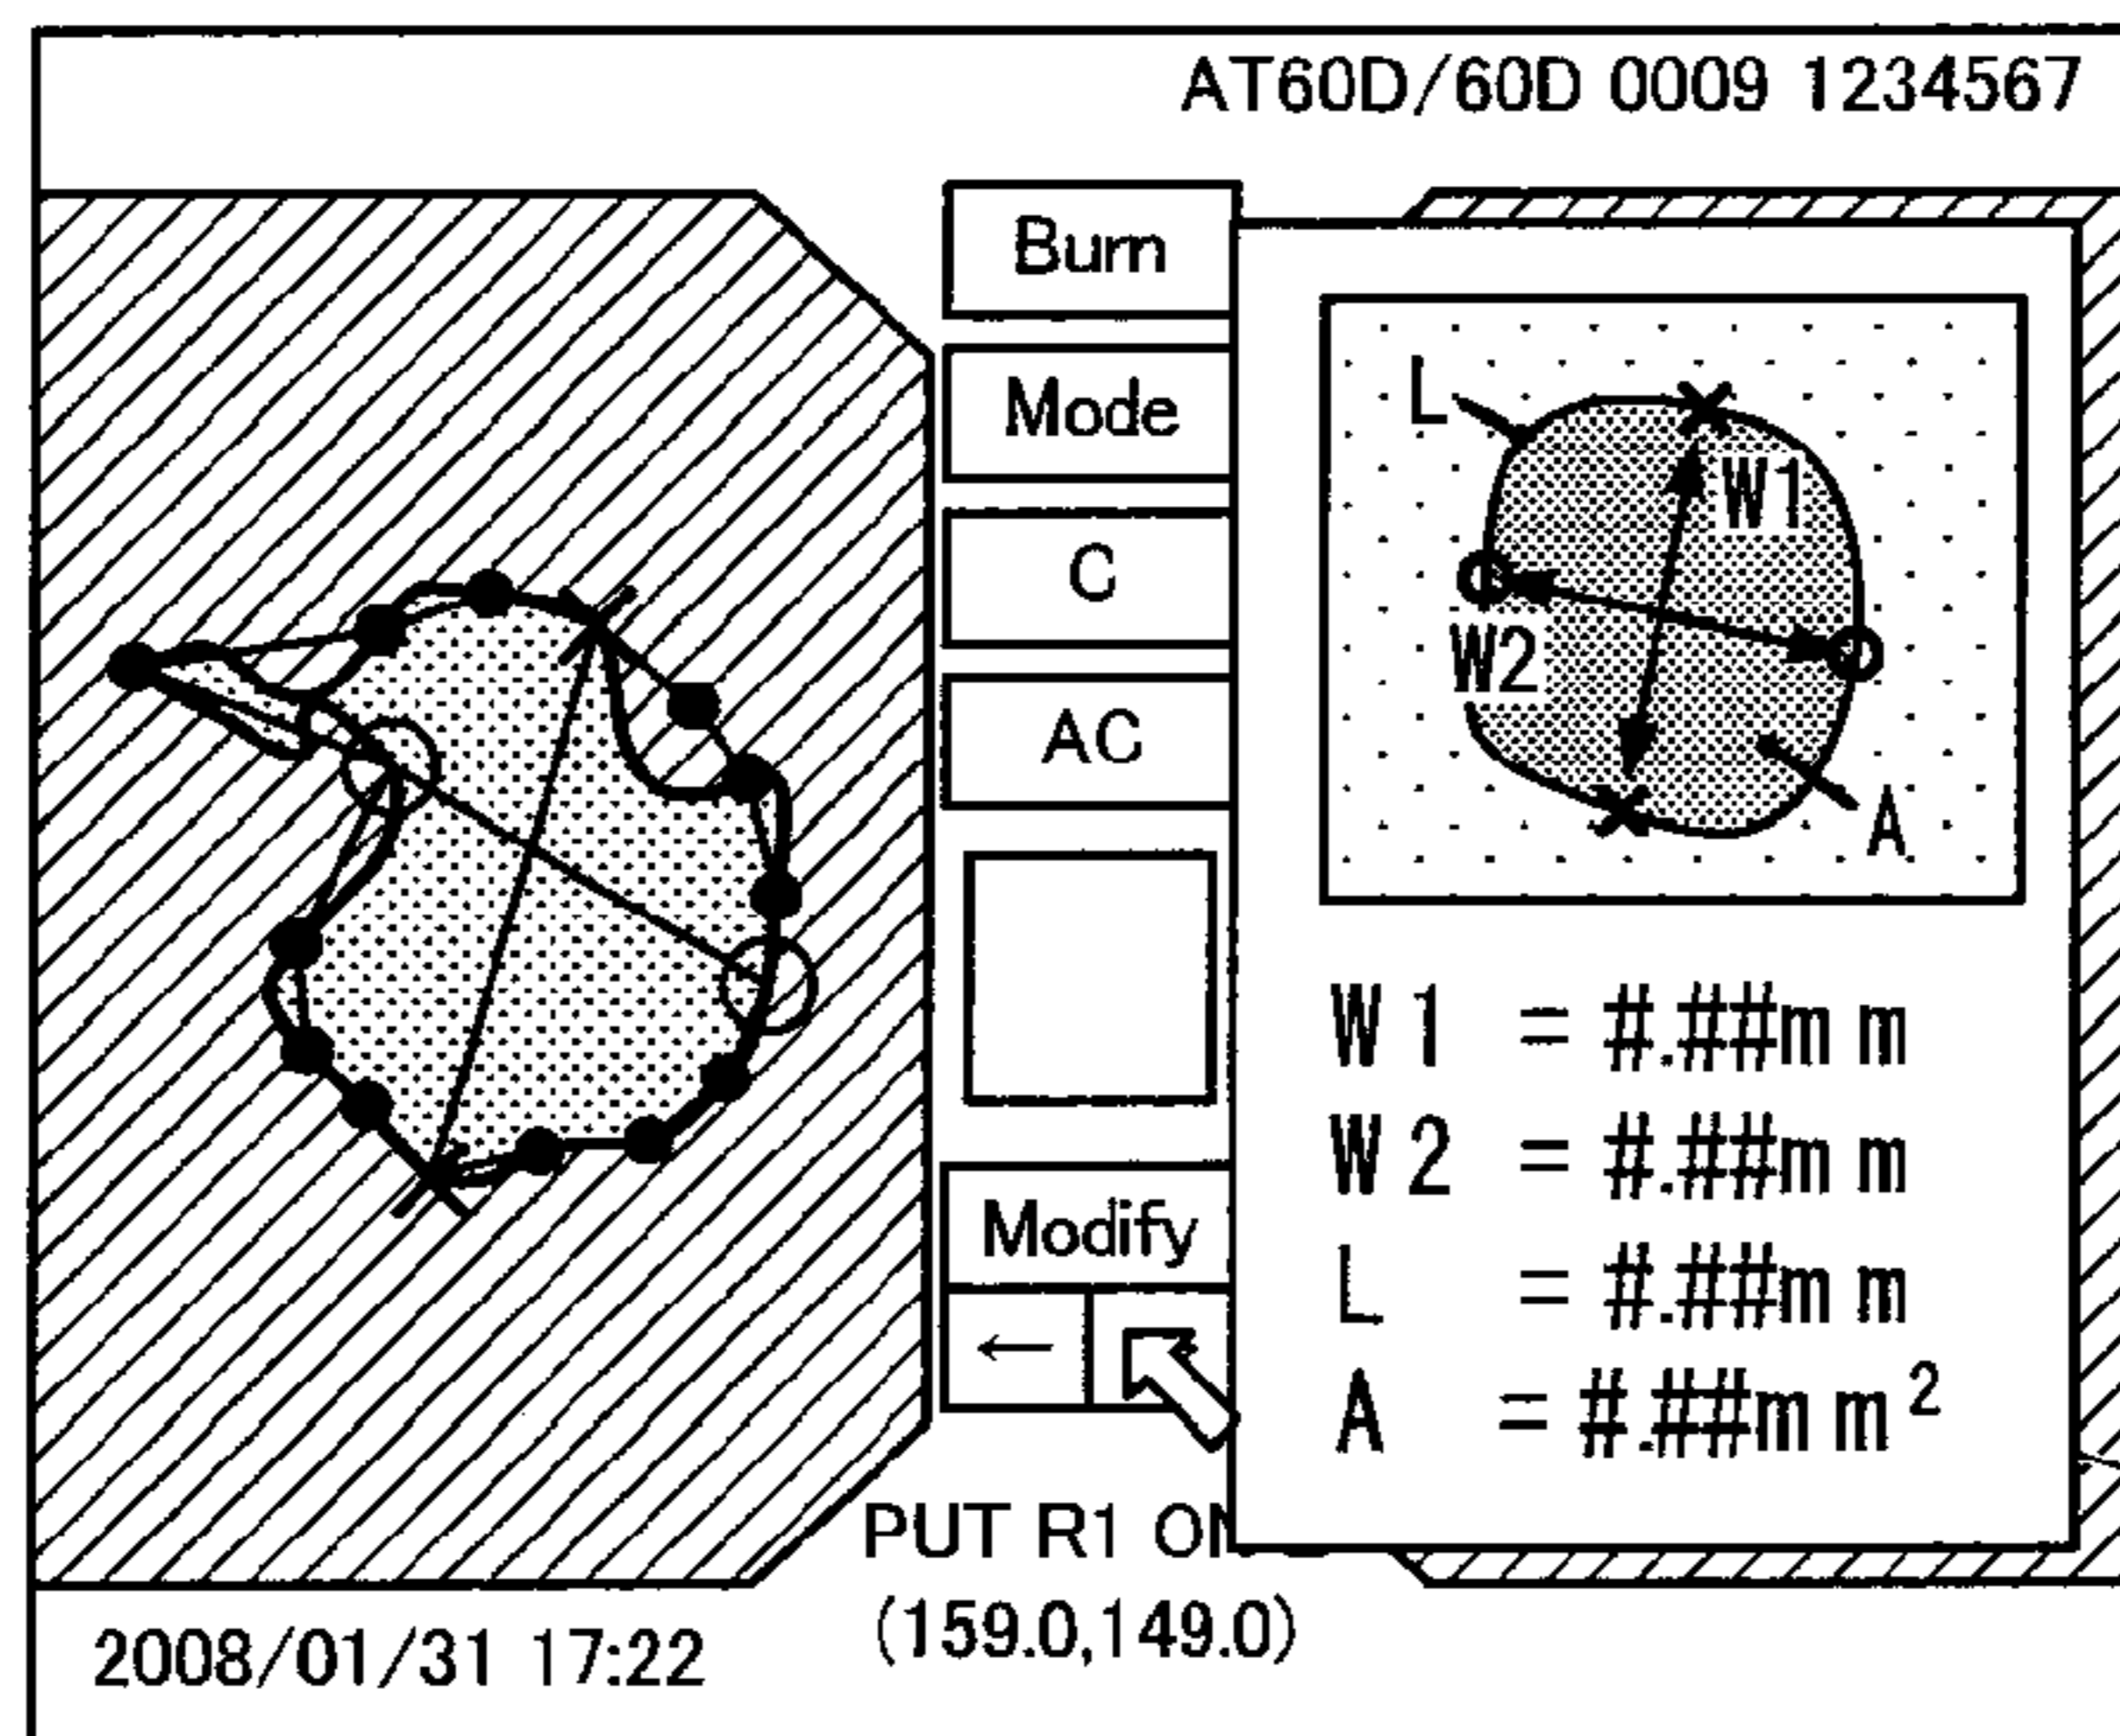 AT60D/60D 0009 1234567
Burn
Mode
C
AC
Modify
←
L
W1
W2
A
W1 = #.##mm
W2 = #.##mm
L = #.##mm
A = #.##mm²
PUT R1 ON
(159.0,149.0)
2008/01/31 17:22